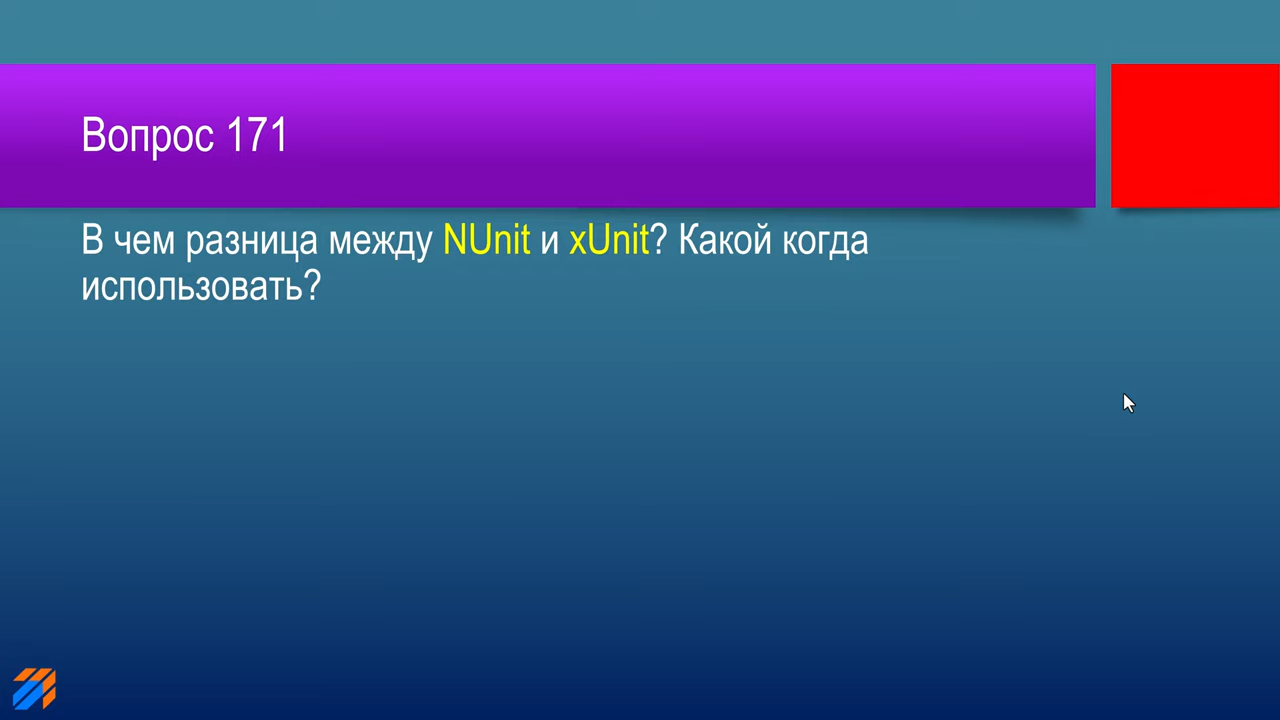 Вопрос 171
В чем разница между NUnit и xUnit? Какой когда
использовать?